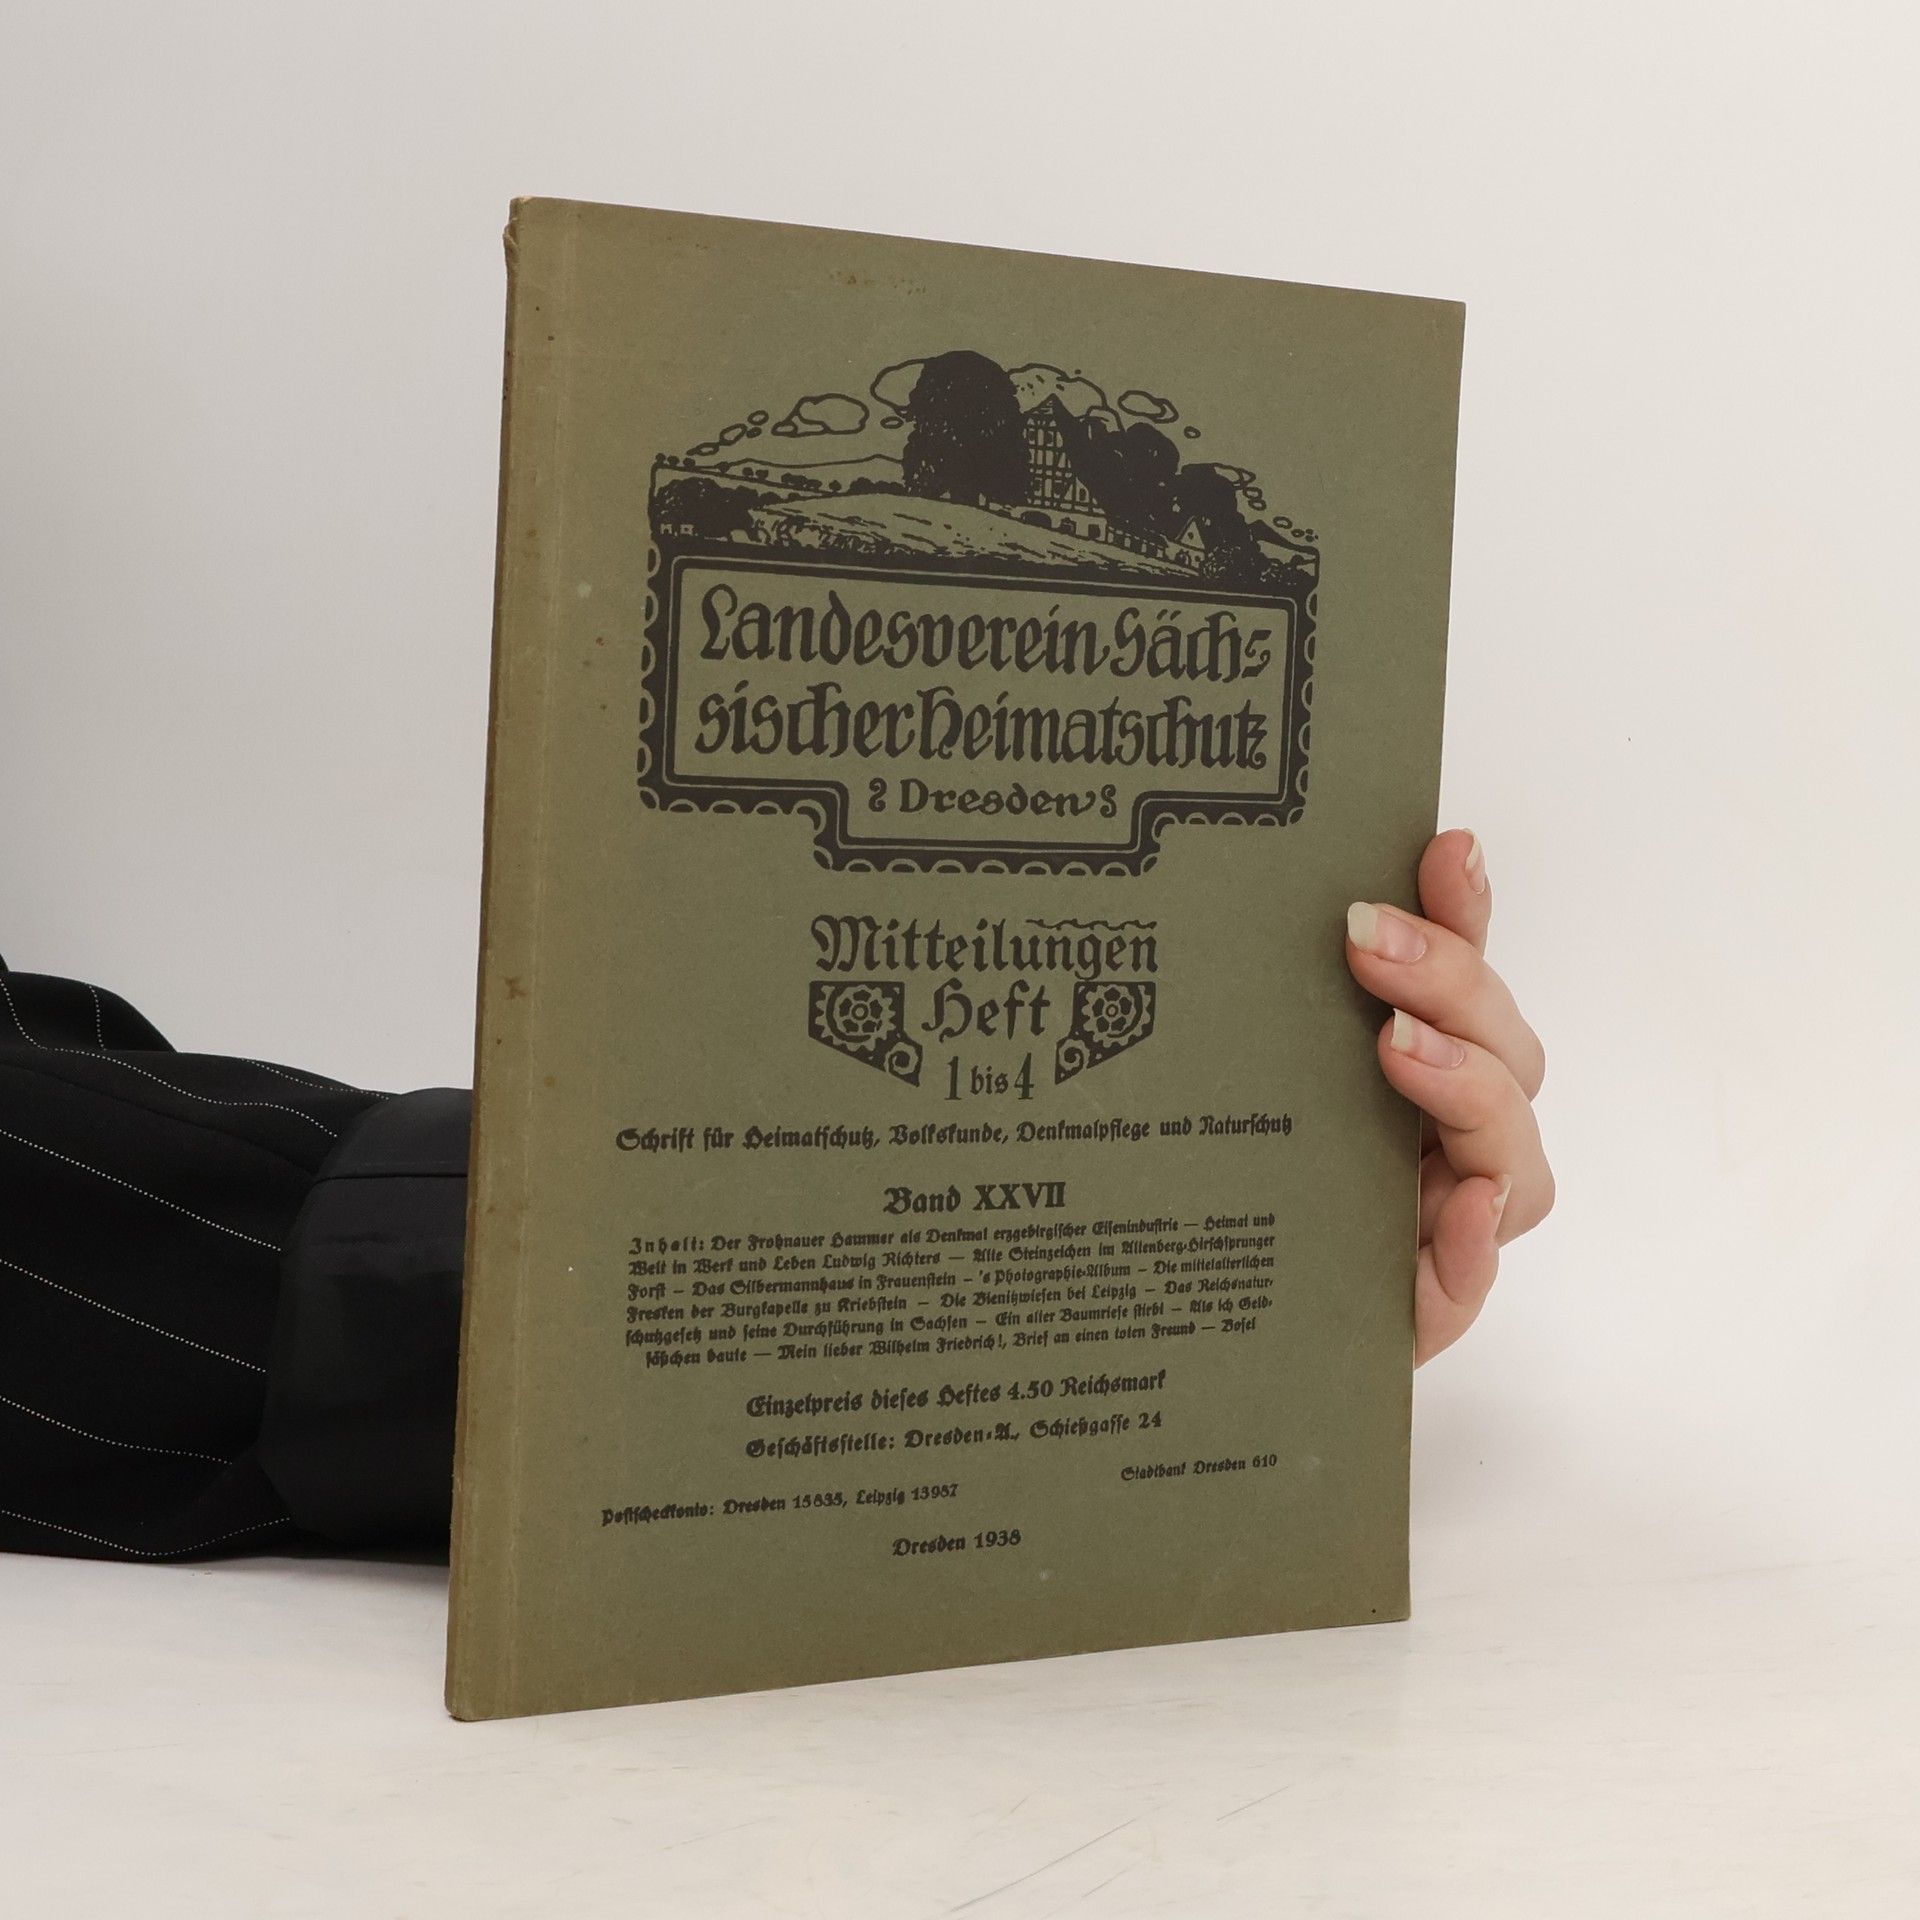 Landesverein Säch-
sischer Heimatschutz
Dresden
Mitteilungen
Heft
1 bis 4
Schrift für Heimatschutz, Volkskunde, Denkmalpflege und Naturschutz
Band XXVII
Inhalt: Der Frohnauer Hammer als Denkmal erzgebirgischer Eisenindustrie — Heimat und
Welt in Werk und Leben Ludwig Richters — Alte Steinzeichen im Altenberg-Hirschsprunger
Forst — Das Silbermannhaus in Frauenstein — 's Photographie-Album — Die mittelalterlichen
Fresken der Burgkapelle zu Kriebstein — Die Bienitzwiesen bei Leipzig — Das Reichsnatur-
schutzgesetz und seine Durchführung in Sachsen — Ein alter Baumriese stirbt — Als ich Geld-
säßchen baute — Mein lieber Wilhelm Friedrich!, Brief an einen toten Freund — Bosel
Einzelpreis dieses Heftes 4.50 Reichsmark
Geschäftsstelle: Dresden-A., Schießgasse 24
Postscheckkonto: Dresden 15835, Leipzig 13987
Stadtbank Dresden 610
Dresden 1938